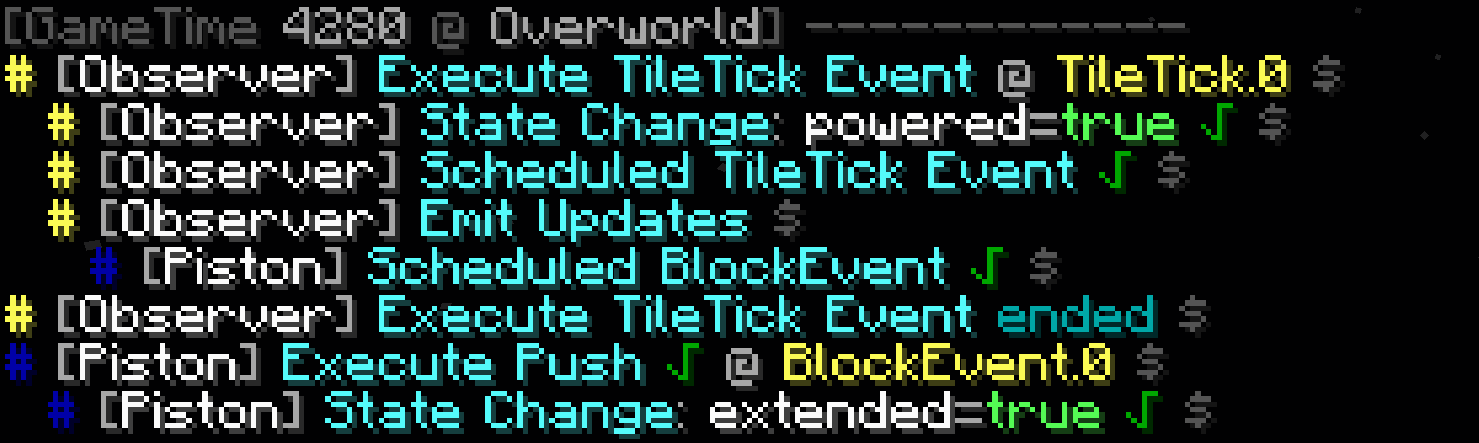 [GameTime 4280 @ Overworld] ------------
# [Observer] Execute TileTick Event @ TileTick.0 $
# [Observer] State Change: powered=true √ $
# [Observer] Scheduled TileTick Event √ $
# [Observer] Emit Updates $
# [Piston] Scheduled BlockEvent √ $
# [Observer] Execute TileTick Event ended $
# [Piston] Execute Push √ @ BlockEvent.0 $
# [Piston] State Change: extended=true √ $